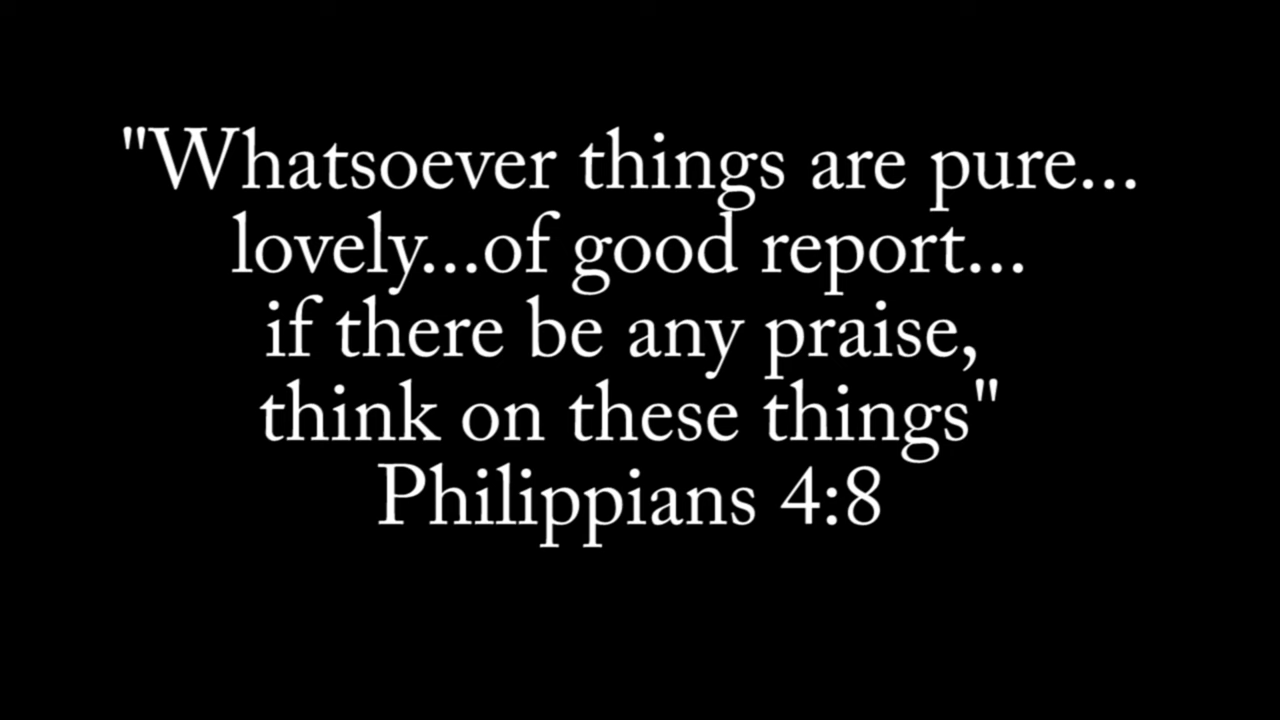 "Whatsoever things are pure...
lovely...of good report...
if there be any praise,
think on these things"
Philippians 4:8